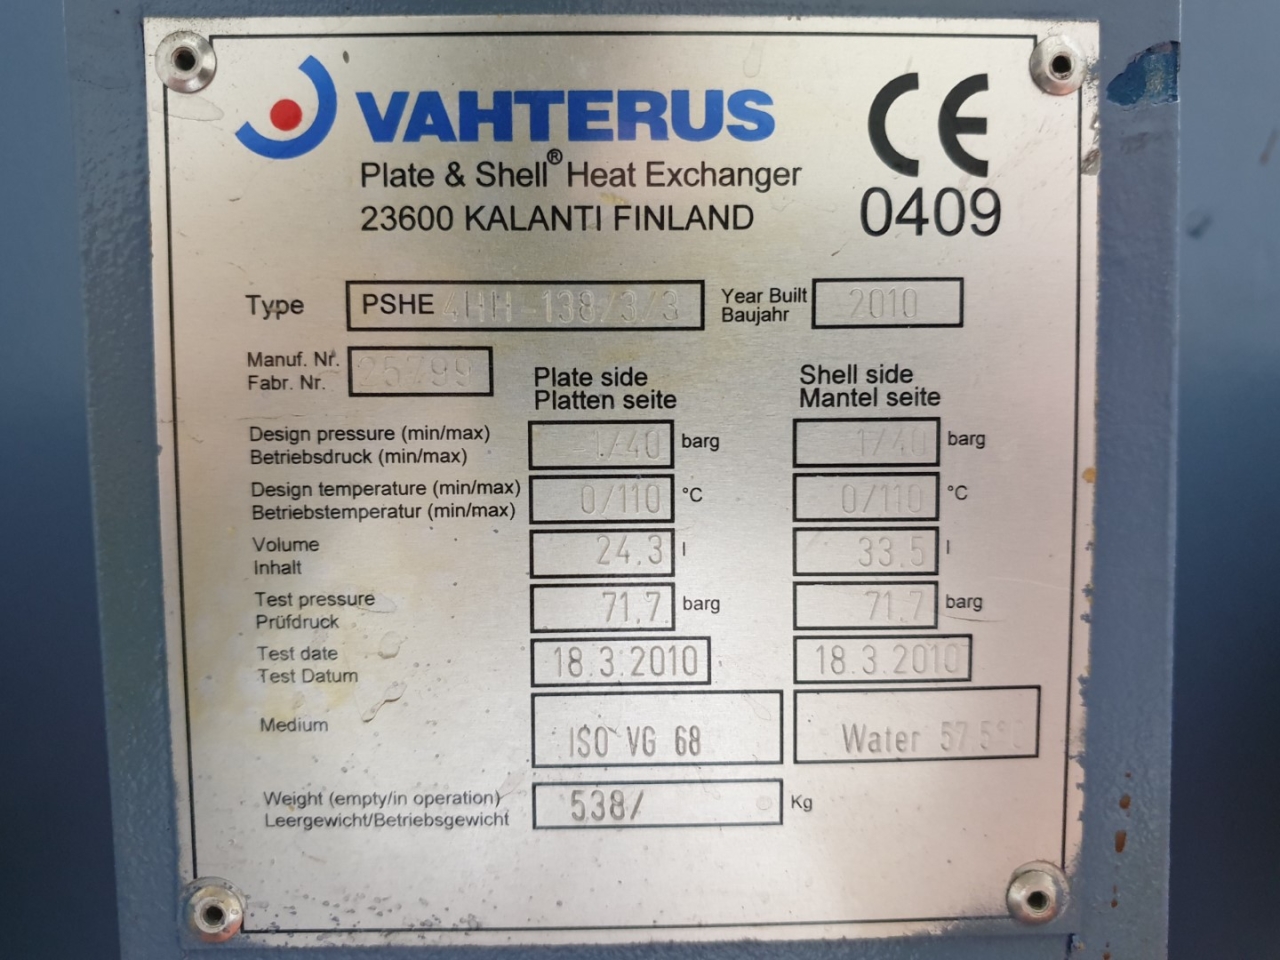 VAHTERUS
Plate & Shell® Heat Exchanger
23600 KALANTI FINLAND
CE
0409
Type PSHE 4HH-138/3/3
Year Built 2010
Baujahr
Manuf. Nr. 25799
Fabr. Nr.
Plate side Shell side
Platten seite Mantel seite
Design pressure (min/max) -1/40 barg 1/40 barg
Betriebsdruck (min/max)
Design temperature (min/max) 0/110 °C 0/110 °C
Betriebstemperatur (min/max)
Volume 24.3 l 33.5 l
Inhalt
Test pressure 71.7 barg 71.7 barg
Prüfdruck
Test date 18.3.2010 18.3.2010
Test Datum
Medium ISO VG 68 Water 57.5°C
Weight (empty/in operation) 538/ Kg
Leergewicht/Betriebsgewicht